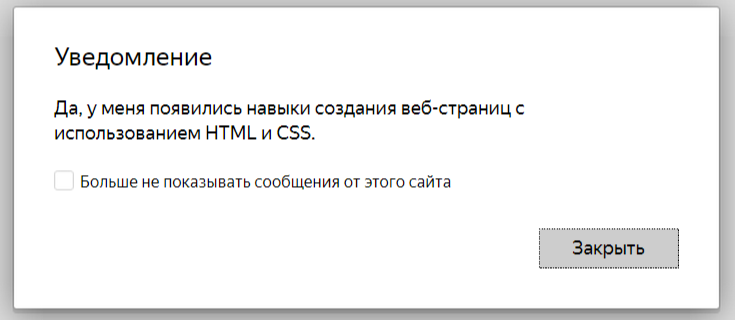 Уведомление
Да, у меня появились навыки создания веб-страниц с
использованием HTML и CSS.
Больше не показывать сообщения от этого сайта
Закрыть